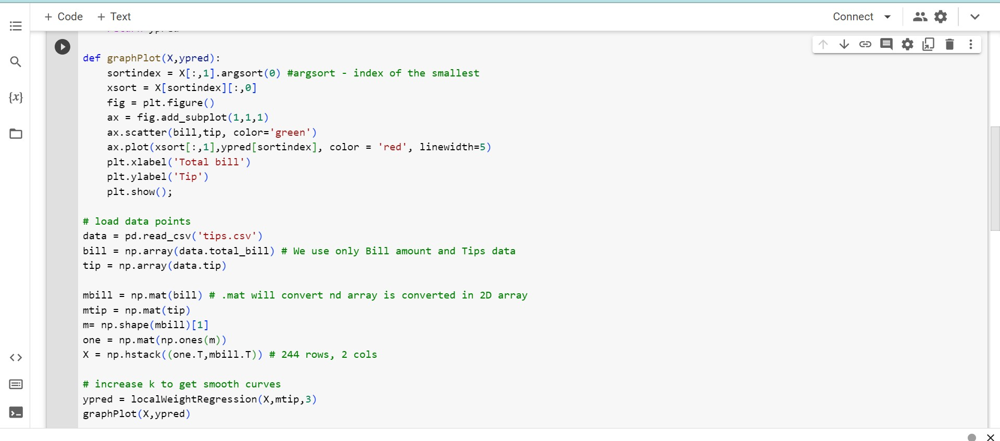 + Code + Text Connect
def graphPlot(X,ypred):
    sortindex = X[:,1].argsort(0) #argsort - index of the smallest
    xsort = X[sortindex][:,0]
    fig = plt.figure()
    ax = fig.add_subplot(1,1,1)
    ax.scatter(bill,tip, color='green')
    ax.plot(xsort[:,1],ypred[sortindex], color = 'red', linewidth=5)
    plt.xlabel('Total bill')
    plt.ylabel('Tip')
    plt.show();
# load data points
data = pd.read_csv('tips.csv')
bill = np.array(data.total_bill) # We use only Bill amount and Tips data
tip = np.array(data.tip)
mbill = np.mat(bill) # .mat will convert nd array is converted in 2D array
mtip = np.mat(tip)
m= np.shape(mbill)[1]
one = np.mat(np.ones(m))
X = np.hstack((one.T,mbill.T)) # 244 rows, 2 cols
# increase k to get smooth curves
ypred = localWeightRegression(X,mtip,3)
graphPlot(X,ypred)
{x}